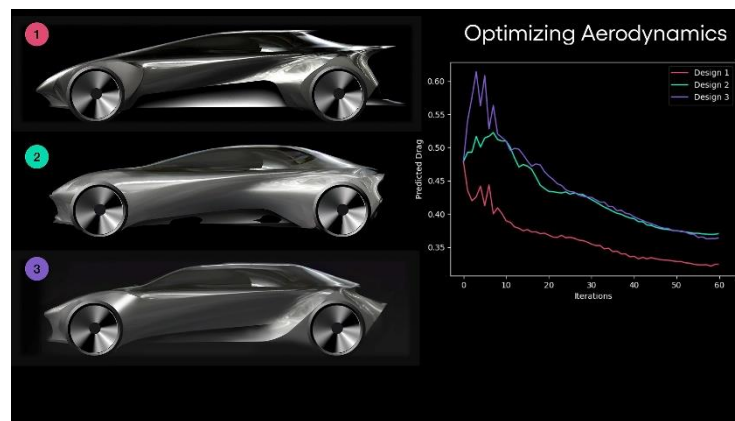 1
2
3
Optimizing Aerodynamics
Design 1
Design 2
Design 3
Predicted Drag
0.60
0.55
0.50
0.45
0.40
0.35
0 10 20 30 40 50 60
Iterations